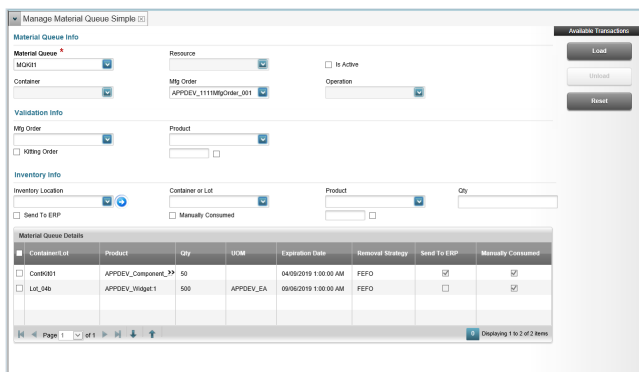 Manage Material Queue Simple
Available Transactions
Material Queue Info
Load
Material Queue *
Resource
MQKit1
Is Active
Unload
Container
Mfg Order
Operation
APPDEV_1111MfgOrder_001
Reset
Validation Info
Mfg Order
Product
Kitting Order
Inventory Info
Inventory Location
Container or Lot
Product
Qty
Send To ERP
Manually Consumed
Material Queue Details
Container/Lot Product Qty UOM Expiration Date Removal Strategy Send To ERP Manually Consumed
ContKit01 APPDEV_Component_>> 50 04/09/2019 1:00:00 AM FEFO
Lot_04b APPDEV_Widget:1 500 APPDEV_EA 09/06/2019 1:00:00 AM FEFO
Page 1 of 1
0 Displaying 1 to 2 of 2 items